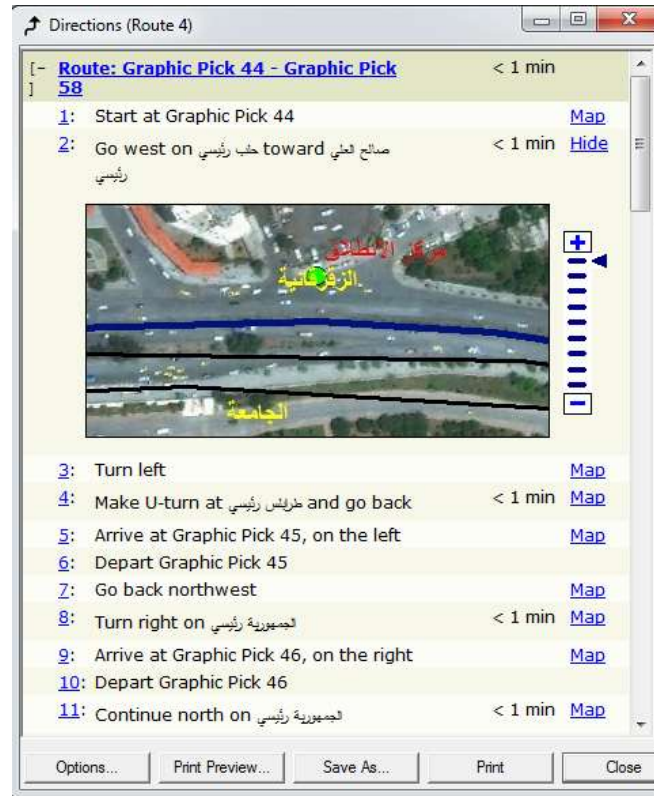 Directions (Route 4)
[- Route: Graphic Pick 44 - Graphic Pick < 1 min
] 58
1: Start at Graphic Pick 44 Map
2: Go west on حلب رئيسي toward صالح العلي < 1 min Hide
رئيسي
مركز الانطلاق
الزقرقانية
الجامعة
3: Turn left Map
4: Make U-turn at طرابلس رئيسي and go back < 1 min Map
5: Arrive at Graphic Pick 45, on the left Map
6: Depart Graphic Pick 45
7: Go back northwest Map
8: Turn right on الجمهورية رئيسي < 1 min Map
9: Arrive at Graphic Pick 46, on the right Map
10: Depart Graphic Pick 46
11: Continue north on الجمهورية رئيسي < 1 min Map
Options... Print Preview... Save As... Print Close